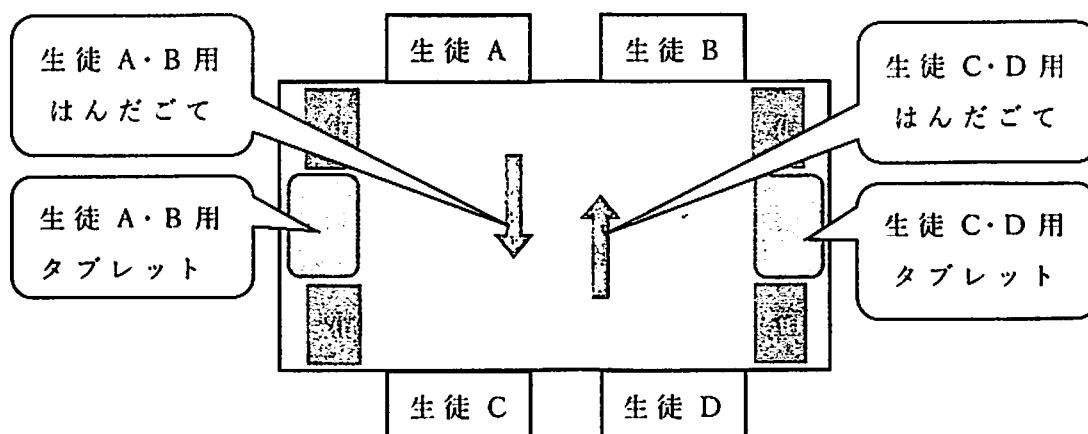 生徒 A
生徒 B
生徒 A・B 用
はんだごて
生徒 C・D 用
はんだごて
生徒 A・B 用
タブレット
生徒 C・D 用
タブレット
生徒 C
生徒 D